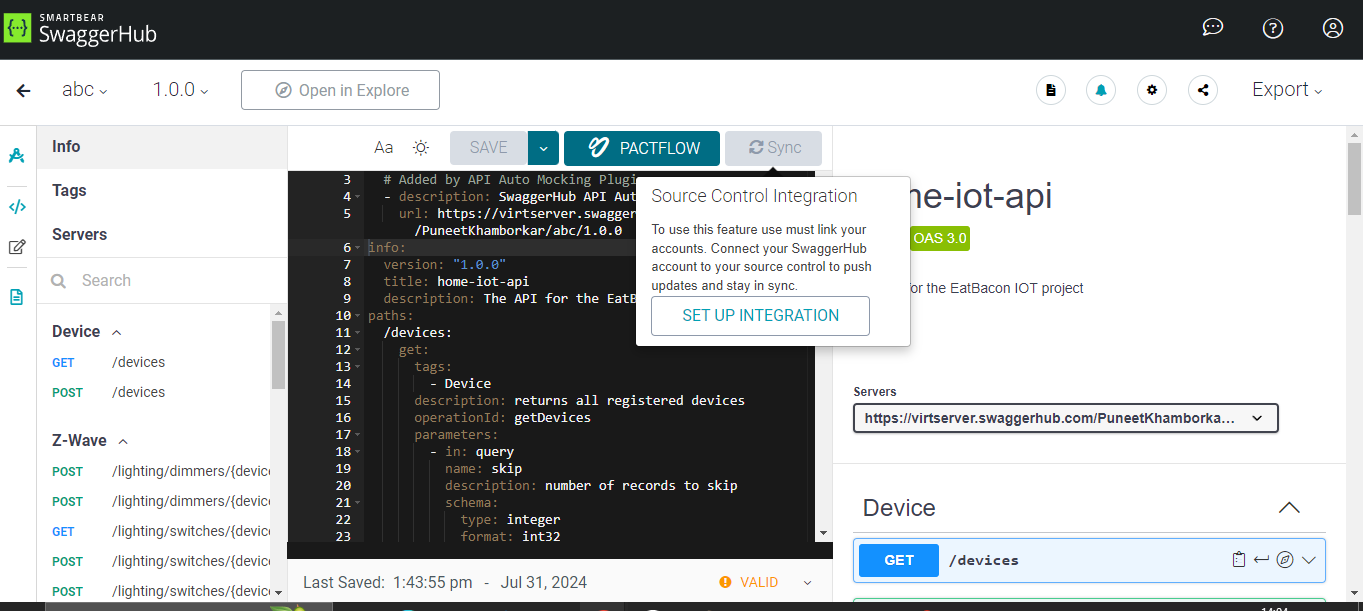 SMARTBEAR
SwaggerHub
abc
1.0.0
Open in Explore
Export
Info
Tags
Servers
Search
Device
GET /devices
POST /devices
Z-Wave
POST /lighting/dimmers/{device
POST /lighting/dimmers/{device
GET /lighting/switches/{device
POST /lighting/switches/{device
POST /lighting/switches/{device
Aa
SAVE
PACTFLOW
Sync
3 # Added by API Auto Mocking Plugin
4 - description: SwaggerHub API Aut
5 url: https://virtserver.swagger
/PuneetKhamborkar/abc/1.0.0
6 info:
7 version: "1.0.0"
8 title: home-iot-api
9 description: The API for the EatB
10 paths:
11 /devices:
12 get:
13 tags:
14 - Device
15 description: returns all registered devices
16 operationId: getDevices
17 parameters:
18 - in: query
19 name: skip
20 description: number of records to skip
21 schema:
22 type: integer
23 format: int32
Last Saved: 1:43:55 pm - Jul 31, 2024
VALID
Source Control Integration
To use this feature use must link your
accounts. Connect your SwaggerHub
account to your source control to push
updates and stay in sync.
SET UP INTEGRATION
me-iot-api
OAS 3.0
for the EatBacon IOT project
Servers
https://virtserver.swaggerhub.com/PuneetKhamborka...
Device
GET /devices